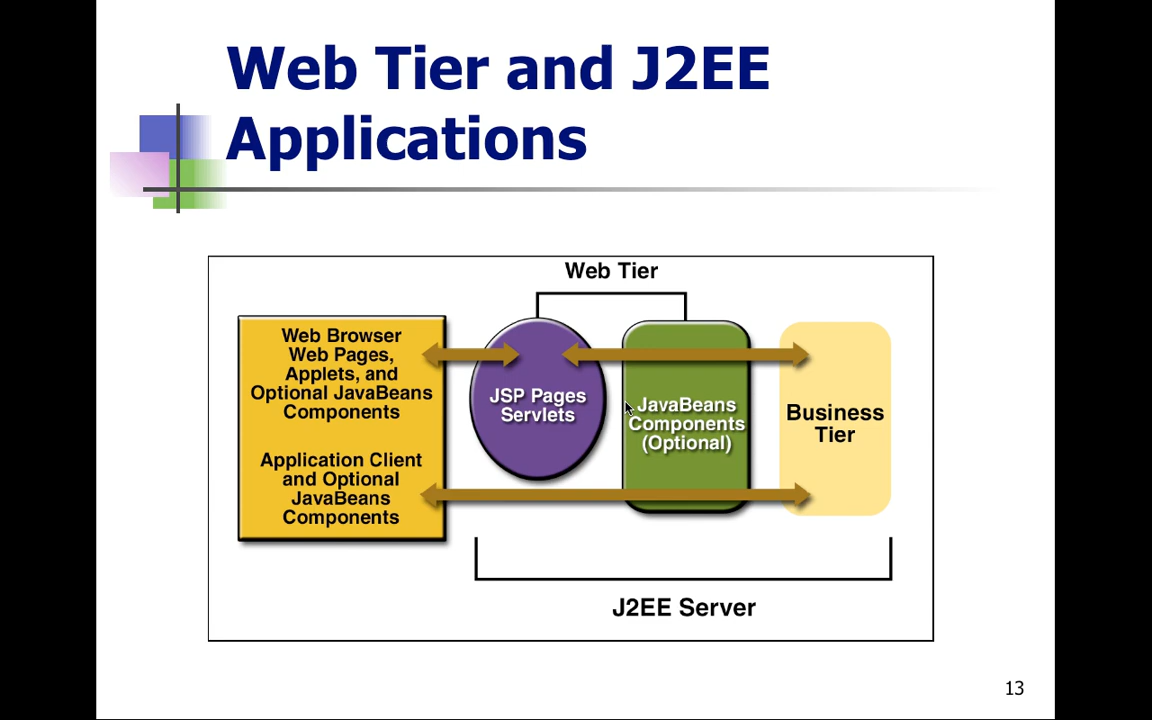 Web Tier and J2EE
Applications
Web Tier
Web Browser
Web Pages,
Applets, and
Optional JavaBeans
Components
Application Client
and Optional
JavaBeans
Components
JSP Pages
Servlets
JavaBeans
Components
(Optional)
Business
Tier
J2EE Server
13